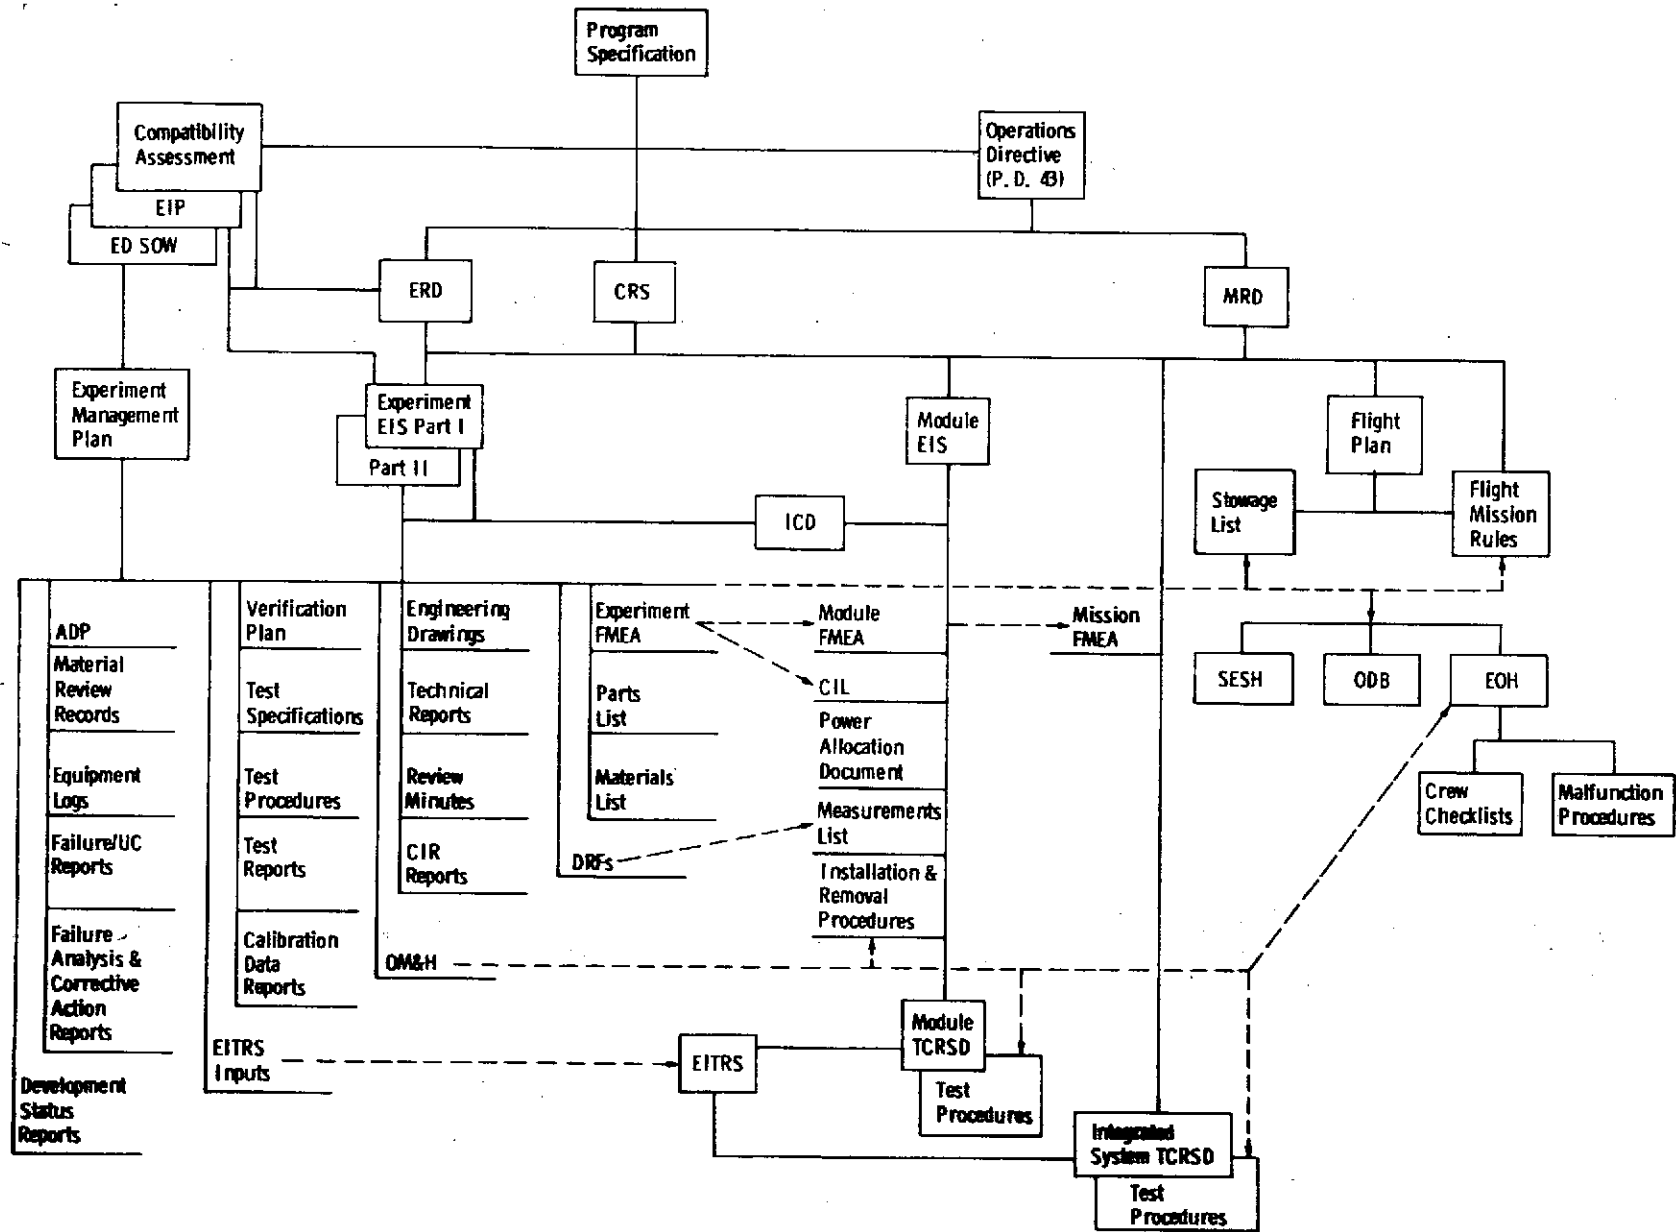 Program
Specification
Compatibility
Assessment
EIP
ED SOW
Operations
Directive
(P. D. 43)
ERD
CRS
MRD
Experiment
Management
Plan
Experiment
EIS Part I
Part II
Module
EIS
Flight
Plan
ICD
Stowage
List
Flight
Mission
Rules
ADP
Material
Review
Records
Equipment
Logs
Failure/UC
Reports
Failure
Analysis &
Corrective
Action
Reports
Development
Status
Reports
Verification
Plan
Test
Specifications
Test
Procedures
Test
Reports
Calibration
Data
Reports
EITRS
Inputs
Engineering
Drawings
Technical
Reports
Review
Minutes
CIR
Reports
OM&H
Experiment
FMEA
Parts
List
Materials
List
DRFs
Module
FMEA
CIL
Power
Allocation
Document
Measurements
List
Installation &
Removal
Procedures
Mission
FMEA
SESH
ODB
EOH
Crew
Checklists
Malfunction
Procedures
EITRS
Module
TCRSD
Test
Procedures
Integrated
System TCRSD
Test
Procedures